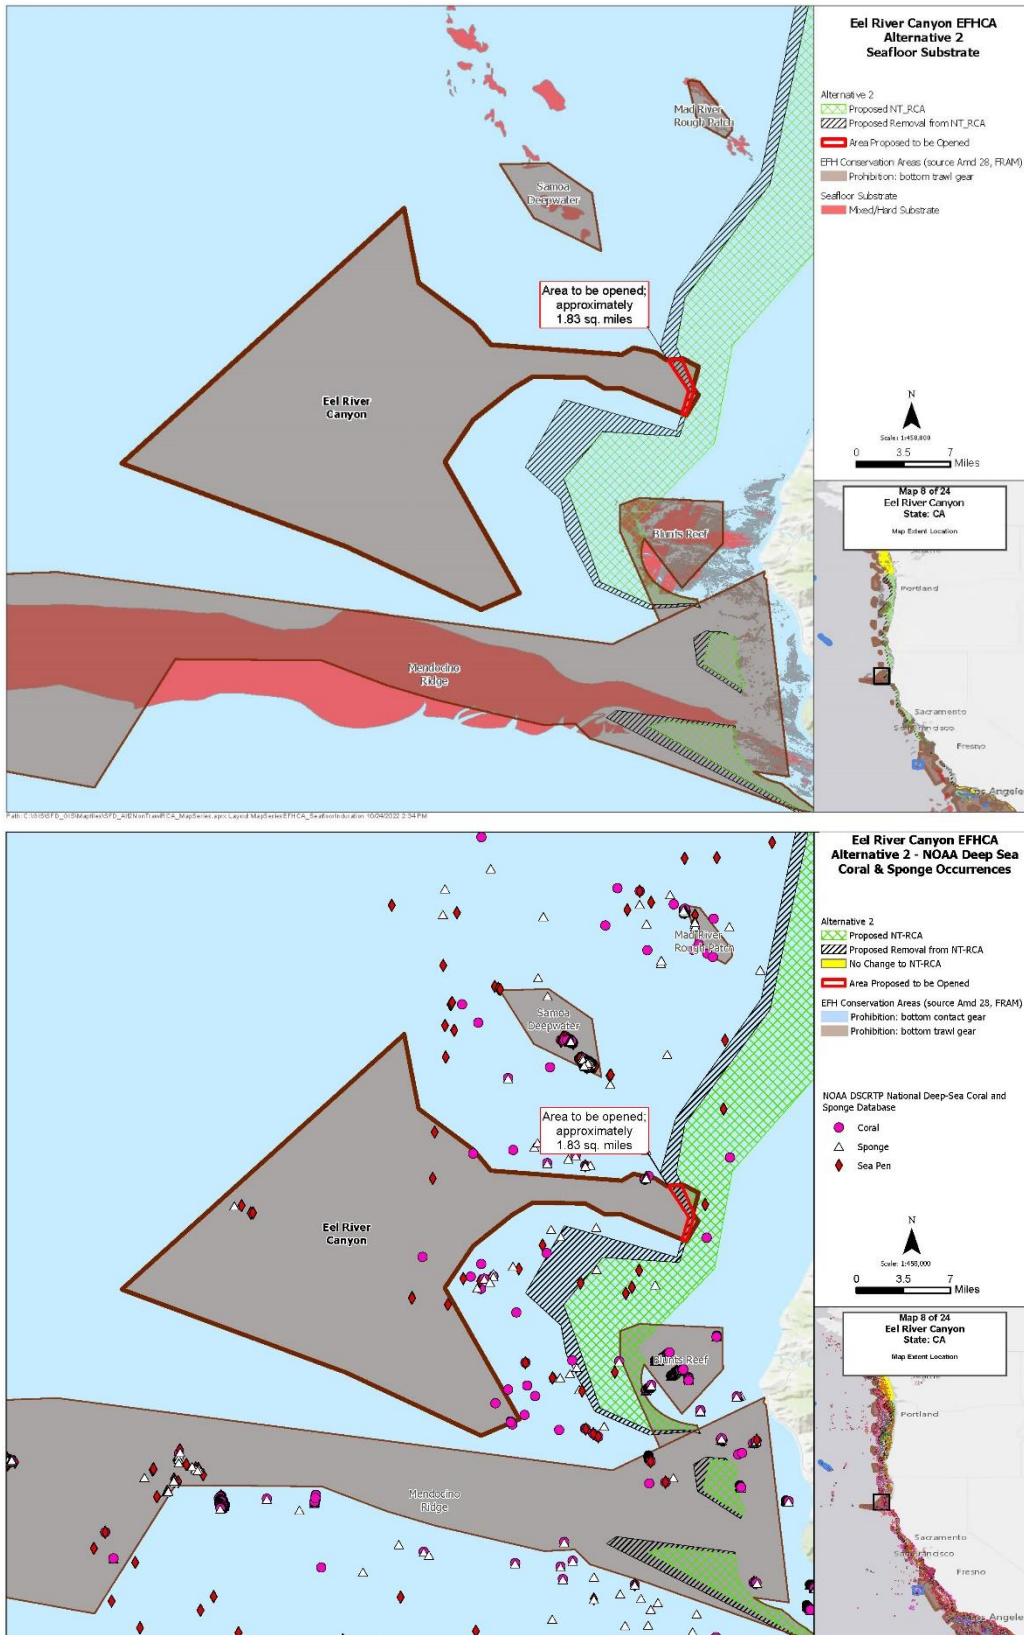 Eel River Canyon EFHCA
Alternative 2
Seafloor Substrate
Alternative 2
Proposed NT_RCA
Proposed Removal from NT_RCA
Area Proposed to be Opened
EFH Conservation Areas (source Amd 28, FRAM)
Prohibition: bottom trawl gear
Seafloor Substrate
Mixed/Hard Substrate
Mad River
Rough Patch
Samoa
Deepwater
Area to be opened;
approximately
1.83 sq. miles
Eel River
Canyon
Blunts Reef
Mendocino
Ridge
N
0 3.5 7
Miles
Map 8 of 24
Eel River Canyon
State: CA
Map Extent Location
Portland
Sacramento
San Francisco
Fresno
Los Angeles
Eel River Canyon EFHCA
Alternative 2 - NOAA Deep Sea
Coral & Sponge Occurrences
Alternative 2
Proposed NT-RCA
Proposed Removal from NT-RCA
No Change to NT-RCA
Area Proposed to be Opened
EFH Conservation Areas (source Amd 28, FRAM)
Prohibition: bottom contact gear
Prohibition: bottom trawl gear
NOAA DSCRTP National Deep-Sea Coral and
Sponge Database
Coral
Sponge
Sea Pen
Mad River
Rough Patch
Samoa
Deepwater
Area to be opened;
approximately
1.83 sq. miles
Eel River
Canyon
Blunts Reef
Mendocino
Ridge
N
0 3.5 7
Miles
Map 8 of 24
Eel River Canyon
State: CA
Map Extent Location
Portland
Sacramento
San Francisco
Fresno
Los Angeles